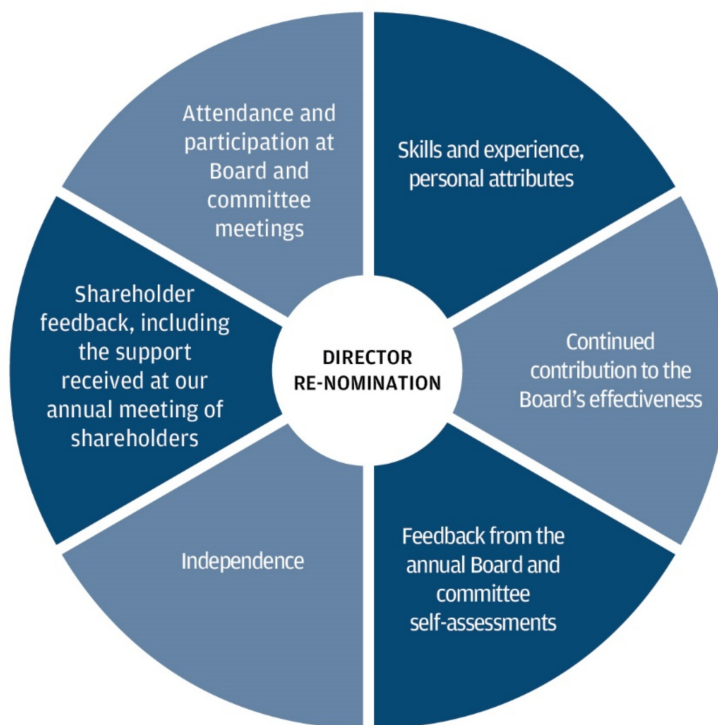 Attendance and
participation at
Board and
committee
meetings
Skills and experience,
personal attributes
Shareholder
feedback, including
the support
received at our
annual meeting of
shareholders
DIRECTOR
RE-NOMINATION
Continued
contribution to the
Board’s effectiveness
Independence
Feedback from the
annual Board and
committee
self-assessments